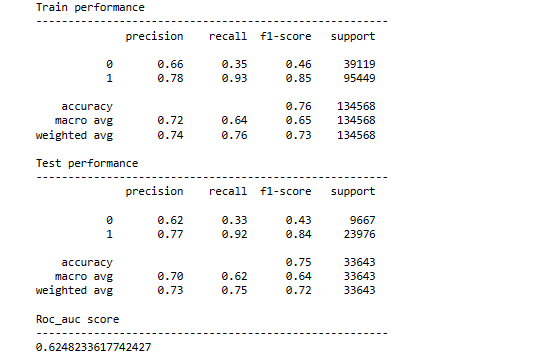 Train performance
-------------------------------------------------------
precision recall f1-score support
0 0.66 0.35 0.46 39119
1 0.78 0.93 0.85 95449
accuracy 0.76 134568
macro avg 0.72 0.64 0.65 134568
weighted avg 0.74 0.76 0.73 134568
Test performance
-------------------------------------------------------
precision recall f1-score support
0 0.62 0.33 0.43 9667
1 0.77 0.92 0.84 23976
accuracy 0.75 33643
macro avg 0.70 0.62 0.64 33643
weighted avg 0.73 0.75 0.72 33643
Roc_auc score
-------------------------------------------------------
0.6248233617742427